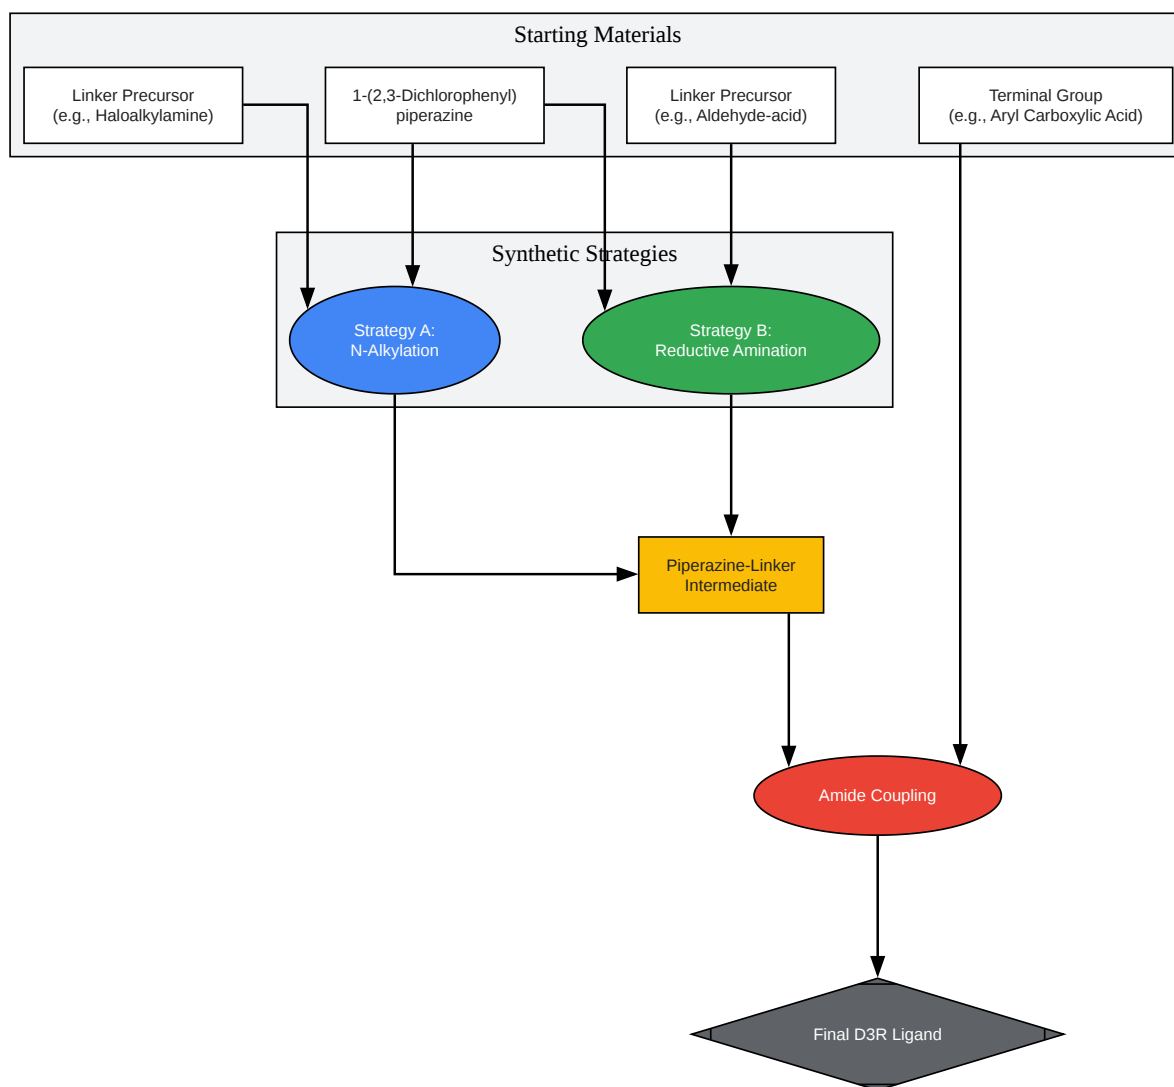 Starting Materials
Linker Precursor
(e.g., Haloalkylamine)
1-(2,3-Dichlorophenyl)
piperazine
Linker Precursor
(e.g., Aldehyde-acid)
Terminal Group
(e.g., Aryl Carboxylic Acid)
Synthetic Strategies
Strategy A:
N-Alkylation
Strategy B:
Reductive Amination
Piperazine-Linker
Intermediate
Amide Coupling
Final D3R Ligand